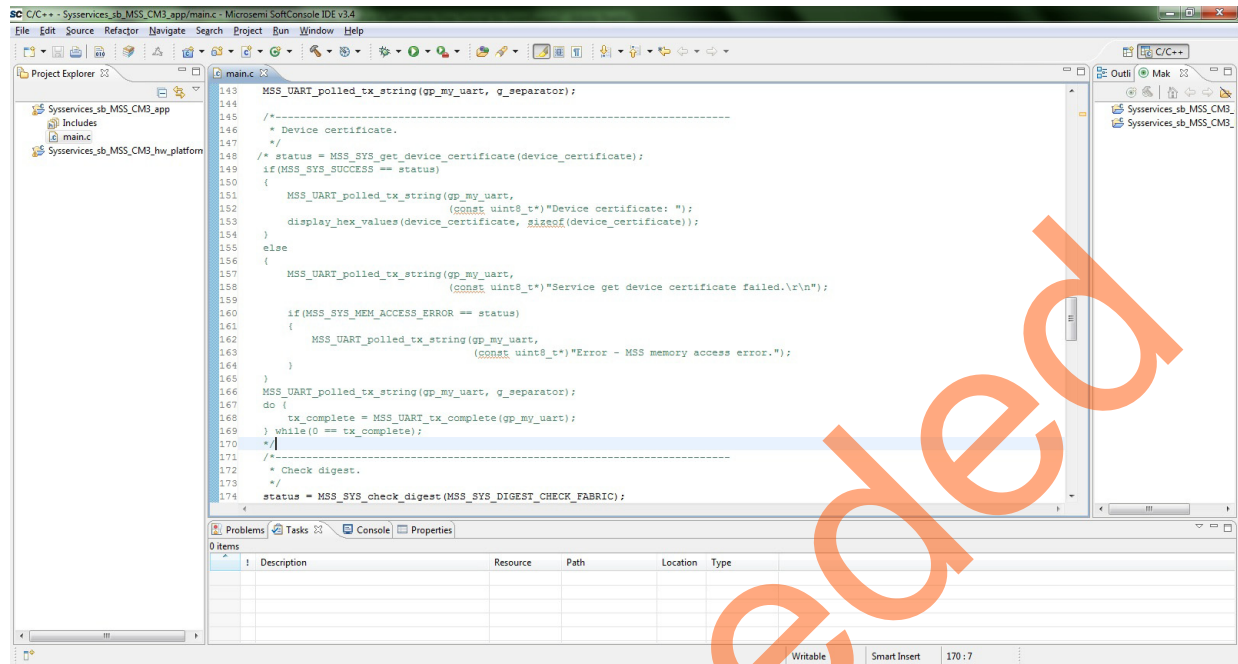 C/C++ - Sysservices_sb_MSS_CM3_app/main.c - Microsemi SoftConsole IDE v3.4
File Edit Source Refactor Navigate Search Project Run Window Help
C/C++
Project Explorer
Sysservices_sb_MSS_CM3_app
Includes
main.c
Sysservices_sb_MSS_CM3_hw_platform
main.c
143 MSS_UART_polled_tx_string(gp_my_uart, g_separator);
144
145 /*--------------------------------------------------------------------------
146 * Device certificate.
147 */
148 /* status = MSS_SYS_get_device_certificate(device_certificate);
149 if(MSS_SYS_SUCCESS == status)
150 {
151 MSS_UART_polled_tx_string(gp_my_uart,
152 (const uint8_t*)"Device certificate: ");
153 display_hex_values(device_certificate, sizeof(device_certificate));
154 }
155 else
156 {
157 MSS_UART_polled_tx_string(gp_my_uart,
158 (const uint8_t*)"Service get device certificate failed.\r\n");
159
160 if(MSS_SYS_MEM_ACCESS_ERROR == status)
161 {
162 MSS_UART_polled_tx_string(gp_my_uart,
163 (const uint8_t*)"Error - MSS memory access error.");
164 }
165 }
166 MSS_UART_polled_tx_string(gp_my_uart, g_separator);
167 do {
168 tx_complete = MSS_UART_tx_complete(gp_my_uart);
169 } while(0 == tx_complete);
170 */
171 /*--------------------------------------------------------------------------
172 * Check digest.
173 */
174 status = MSS_SYS_check_digest(MSS_SYS_DIGEST_CHECK_FABRIC);
Outli Mak
Sysservices_sb_MSS_CM3_
Sysservices_sb_MSS_CM3_
Problems Tasks Console Properties
0 items
! Description Resource Path Location Type
Writable Smart Insert 170 : 7
ded